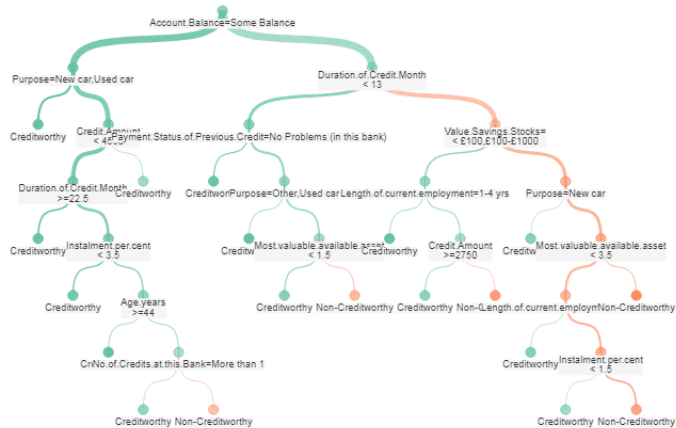 Account.Balance=Some Balance
Purpose=New car,Used car
Duration.of.Credit.Month
< 13
Creditworthy
Credit.Amount
Payment.Status.of.Previous.Credit=No Problems (in this bank)
Value.Savings.Stocks=
< £100,£100-£1000
Duration.of.Credit.Month
>=22.5
Creditworthy
Purpose=Other,Used car
Length.of.current.employment=1-4 yrs
Purpose=New car
Creditworthy
Instalment.per.cent
< 3.5
Most.valuable.available.asset
< 1.5
Creditworthy
Credit.Amount
>=2750
Most.valuable.available.asset
< 3.5
Creditworthy
Age.years
>=44
Creditworthy
Non-Creditworthy
Creditworthy
Non-Creditworthy
No.of.Credits.at.this.Bank=More than 1
Creditworthy
Instalment.per.cent
< 1.5
Creditworthy
Non-Creditworthy
Creditworthy
Non-Creditworthy